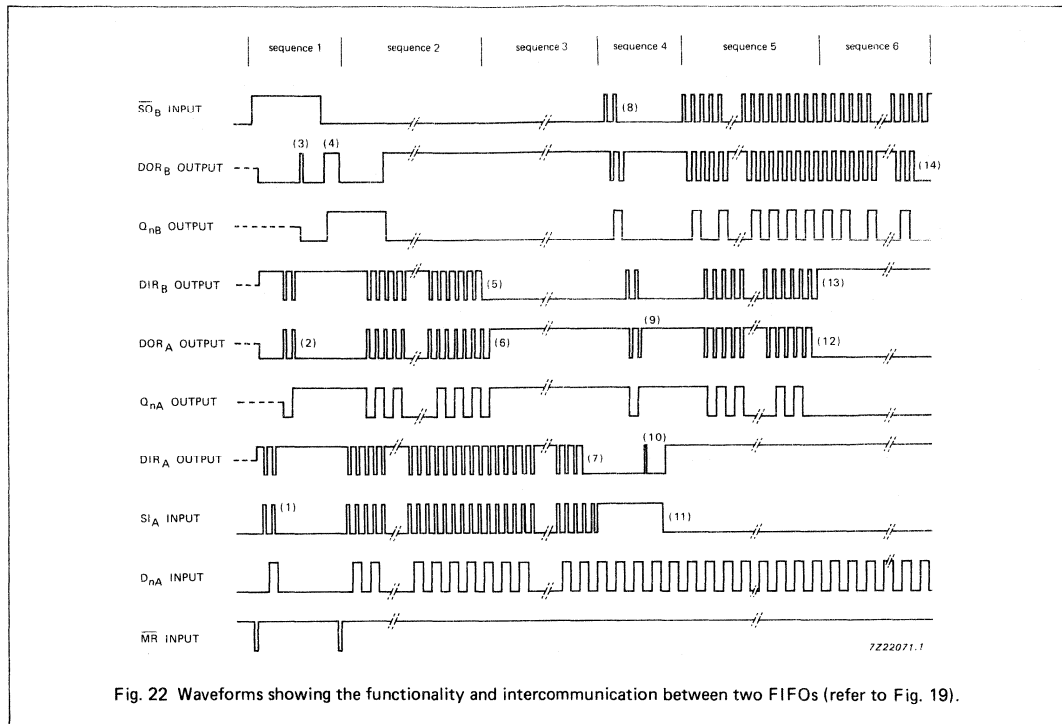 sequence 1 sequence 2 sequence 3 sequence 4 sequence 5 sequence 6
SOB INPUT (8)
(3) (4)
DORB OUTPUT (14)
QnB OUTPUT
DIRB OUTPUT (5) (13)
(9)
DORA OUTPUT (2) (6) (12)
QnA OUTPUT
(10)
DIRA OUTPUT (7)
SIA INPUT (1) (11)
DnA INPUT
MR INPUT
7Z22071.1
Fig. 22 Waveforms showing the functionality and intercommunication between two FIFOs (refer to Fig. 19).